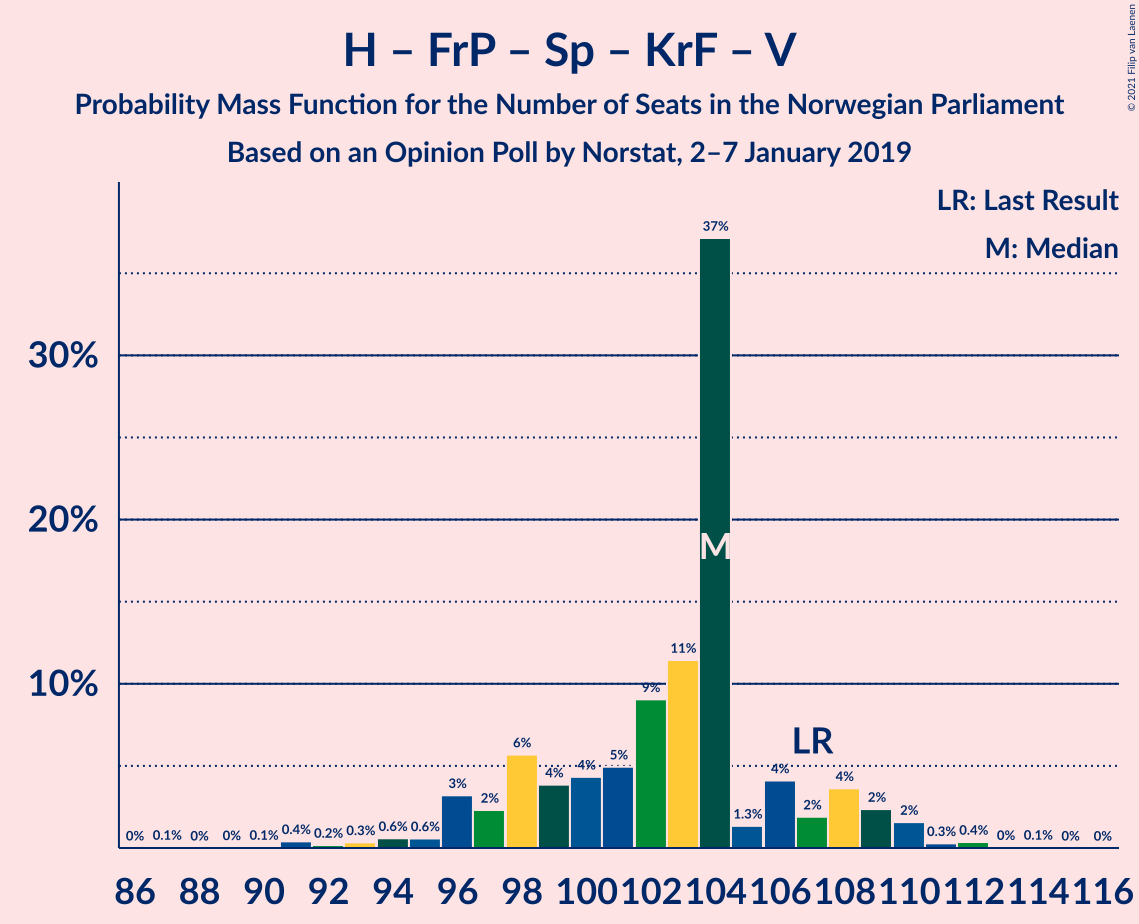 H – FrP – Sp – KrF – V
Probability Mass Function for the Number of Seats in the Norwegian Parliament
Based on an Opinion Poll by Norstat, 2–7 January 2019
© 2021 Filip van Laenen
LR: Last Result
M: Median
30%
20%
10%
0% 0.1% 0% 0% 0.1% 0.4% 0.2% 0.3% 0.6% 0.6% 3% 2% 6% 4% 4% 5% 9% 11% 37% 1.3% 4% 2% 4% 2% 2% 0.3% 0.4% 0% 0.1% 0% 0%
M
LR
86 88 90 92 94 96 98 100 102 104 106 108 110 112 114 116